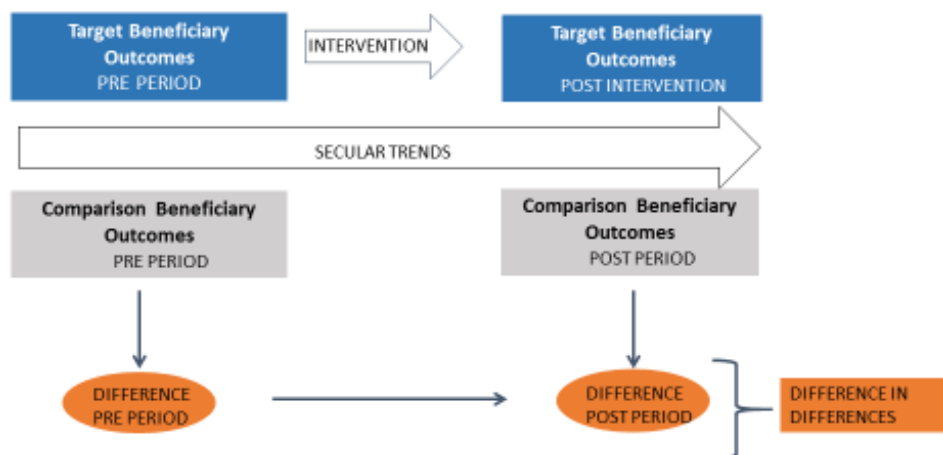 Target Beneficiary
Outcomes
PRE PERIOD
INTERVENTION
Target Beneficiary
Outcomes
POST INTERVENTION
SECULAR TRENDS
Comparison Beneficiary
Outcomes
PRE PERIOD
Comparison Beneficiary
Outcomes
POST PERIOD
DIFFERENCE
PRE PERIOD
DIFFERENCE
POST PERIOD
DIFFERENCE IN
DIFFERENCES